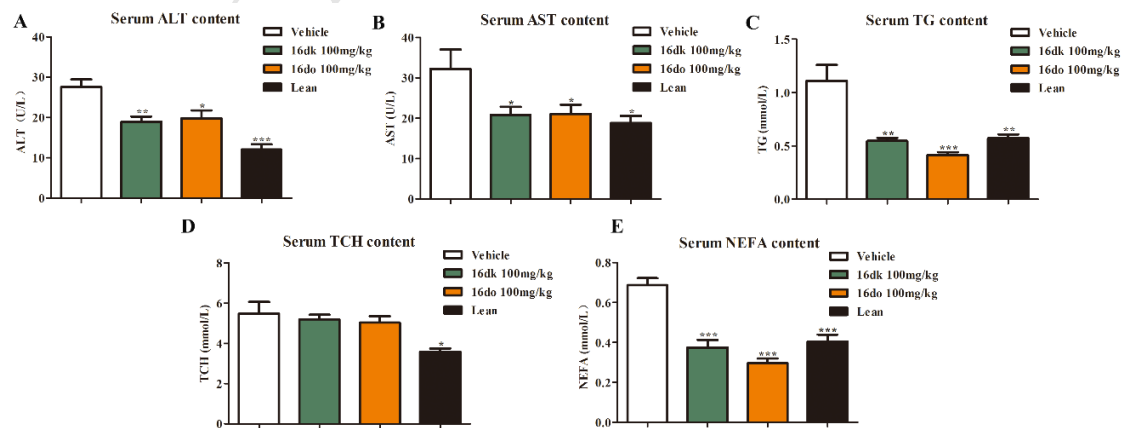 A
Serum ALT content
Vehicle
16dk 100mg/kg
16do 100mg/kg
Lean
ALT (U/L)
40
30
20
10
0
**
*
***
B
Serum AST content
Vehicle
16dk 100mg/kg
16do 100mg/kg
Lean
AST (U/L)
40
30
20
10
0
*
*
*
C
Serum TG content
Vehicle
16dk 100mg/kg
16do 100mg/kg
Lean
TG (mmol/L)
1.5
1.0
0.5
0.0
**
***
**
D
Serum TCH content
Vehicle
16dk 100mg/kg
16do 100mg/kg
Lean
TCH (mmol/L)
8
6
4
2
0
*
E
Serum NEFA content
Vehicle
16dk 100mg/kg
16do 100mg/kg
Lean
NEFA (mmol/L)
0.8
0.6
0.4
0.2
0.0
***
***
***